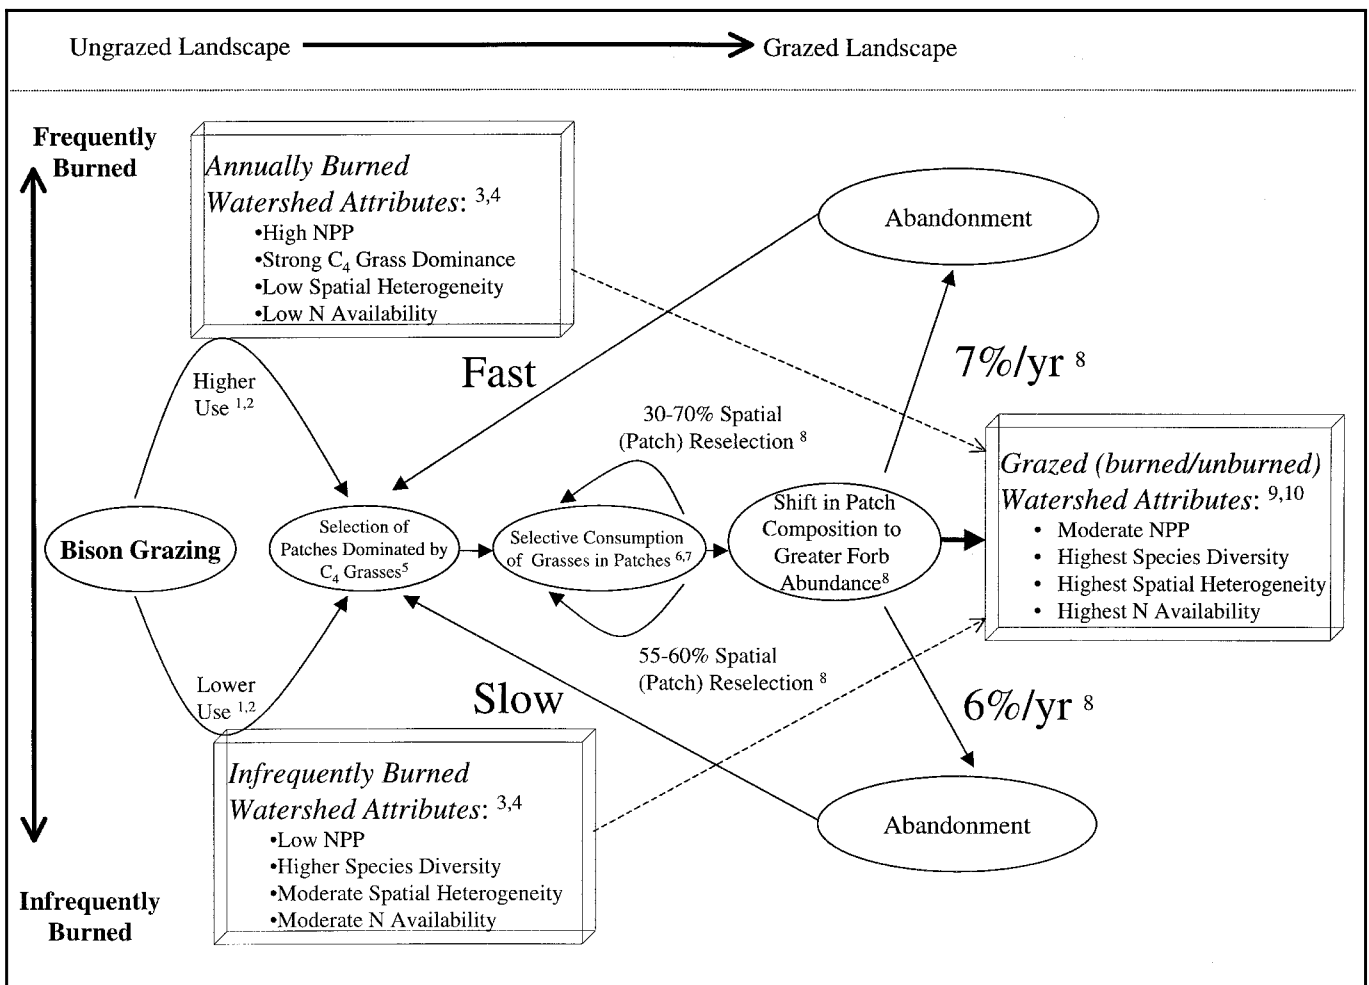 Ungrazed Landscape
Grazed Landscape
Frequently
Burned
Annually Burned
Watershed Attributes: 3,4
•High NPP
•Strong C4 Grass Dominance
•Low Spatial Heterogeneity
•Low N Availability
Abandonment
Fast
7%/yr 8
Higher
Use 1,2
30-70% Spatial
(Patch) Reselection 8
Bison Grazing
Selection of
Patches Dominated by
C4 Grasses5
Selective Consumption
of Grasses in Patches 6,7
Shift in Patch
Composition to
Greater Forb
Abundance8
Grazed (burned/unburned)
Watershed Attributes: 9,10
• Moderate NPP
• Highest Species Diversity
• Highest Spatial Heterogeneity
• Highest N Availability
55-60% Spatial
(Patch) Reselection 8
Lower
Use 1,2
Slow
6%/yr 8
Infrequently Burned
Watershed Attributes: 3,4
•Low NPP
•Higher Species Diversity
•Moderate Spatial Heterogeneity
•Moderate N Availability
Abandonment
Infrequently
Burned